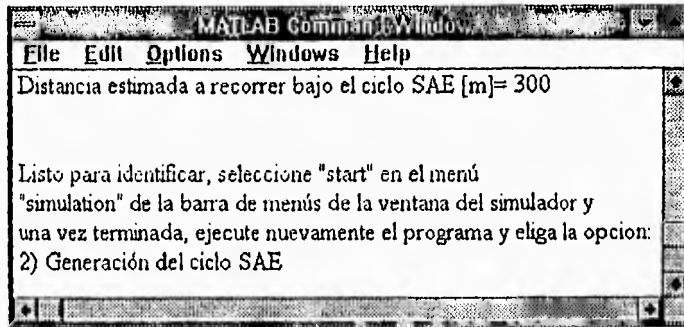 MATLAB Command Window
File Edit Options Windows Help
Distancia estimada a recorrer bajo el ciclo SAE [m]= 300
Listo para identificar, seleccione "start" en el menú
"simulation" de la barra de menús de la ventana del simulador y
una vez terminada, ejecute nuevamente el programa y eliga la opcion:
2) Generación del ciclo SAE